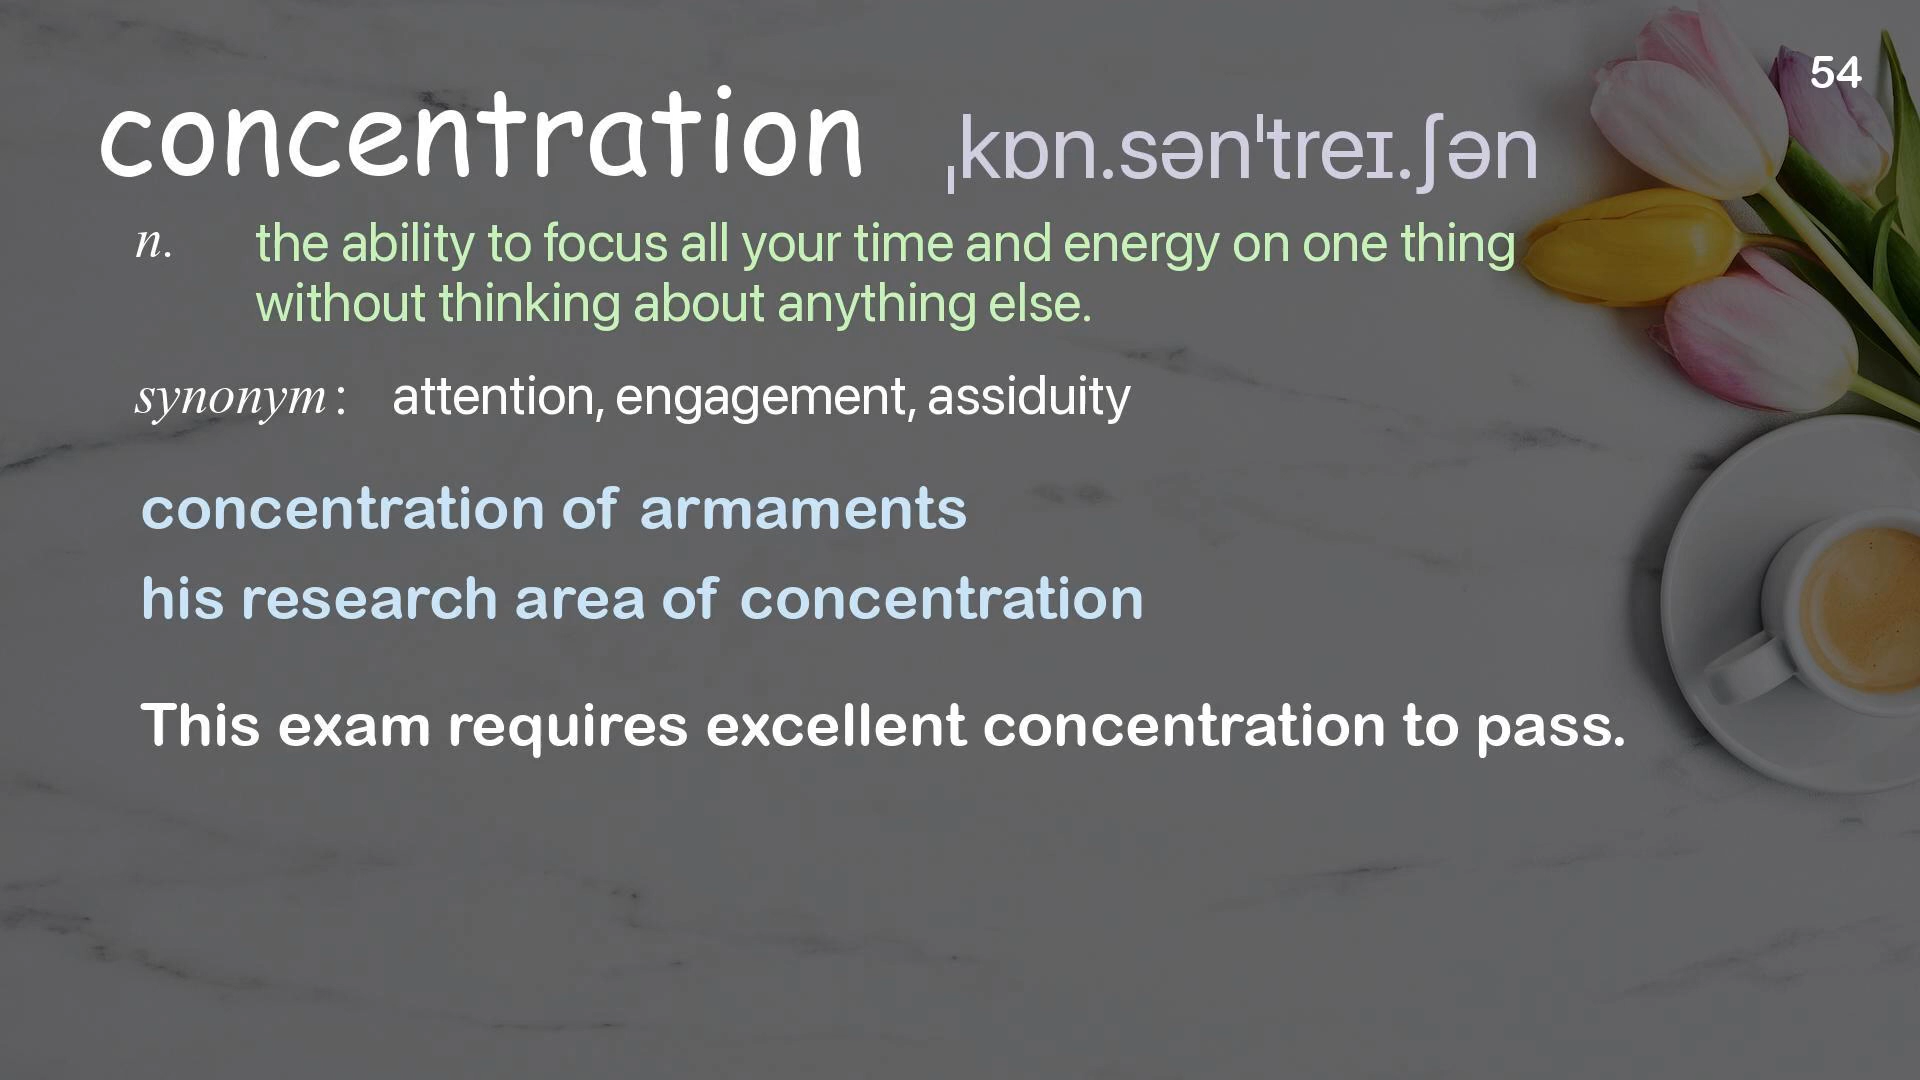 54
concentration ˌkɒn.sən'treɪ.ʃən
n. the ability to focus all your time and energy on one thing
without thinking about anything else.
synonym : attention, engagement, assiduity
concentration of armaments
his research area of concentration
This exam requires excellent concentration to pass.